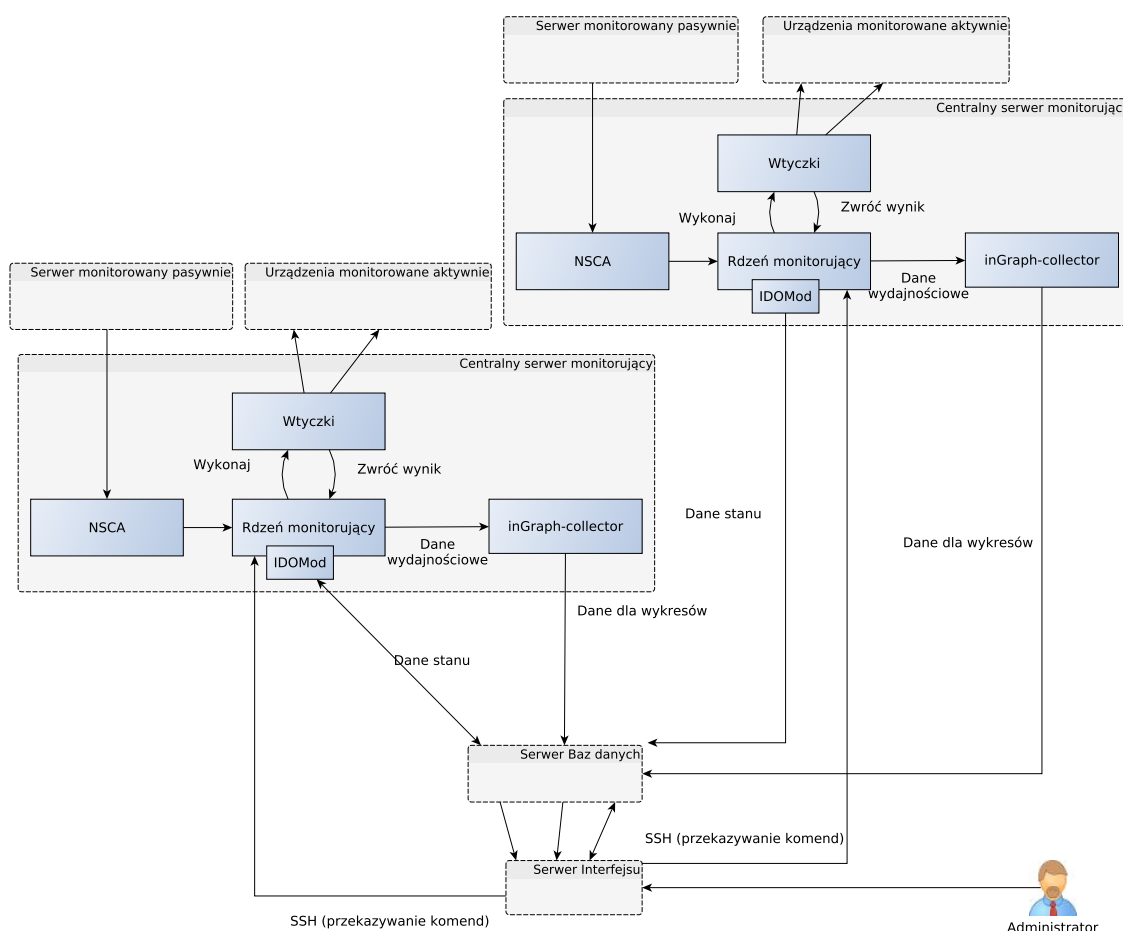 Serwer monitorowany pasywnie
Urządzenia monitorowane aktywnie
Centralny serwer monitorując
Wtyczki
Wykonaj
Zwróć wynik
NSCA
Rdzeń monitorujący
inGraph-collector
IDOMod
Dane
wydajnościowe
Serwer monitorowany pasywnie
Urządzenia monitorowane aktywnie
Centralny serwer monitorujący
Wtyczki
Wykonaj
Zwróć wynik
NSCA
Rdzeń monitorujący
inGraph-collector
IDOMod
Dane
wydajnościowe
Dane stanu
Dane dla wykresów
Dane dla wykresów
Dane stanu
Serwer Baz danych
SSH (przekazywanie komend)
Serwer Interfejsu
SSH (przekazywanie komend)
Administrator